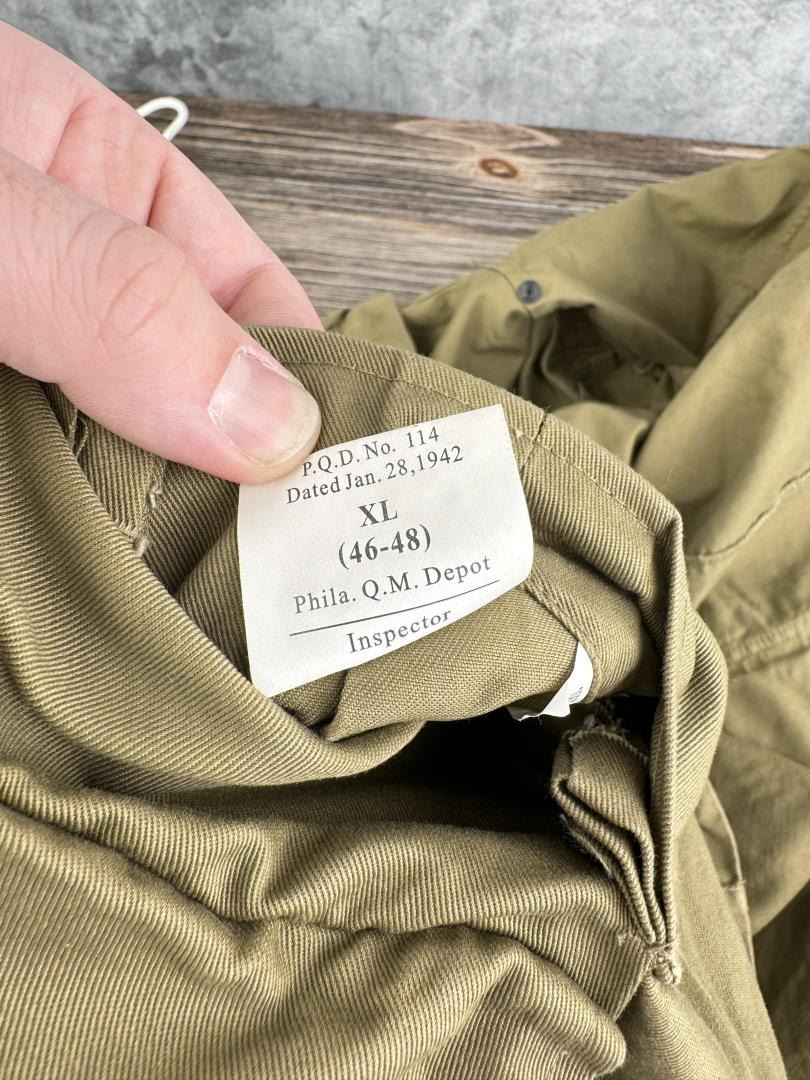 P.Q.D. No. 114
Dated Jan. 28,1942
XL
(46-48)
Phila. Q.M. Depot
Inspector